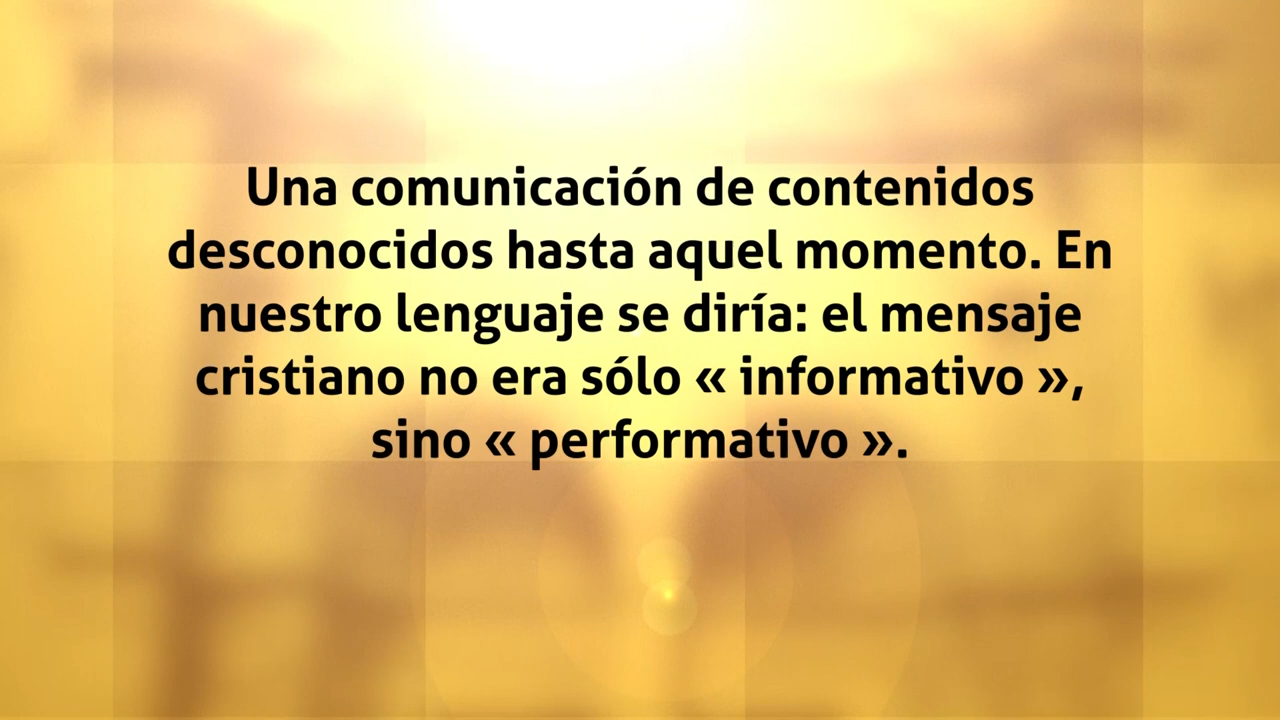 Una comunicación de contenidos
desconocidos hasta aquel momento. En
nuestro lenguaje se diría: el mensaje
cristiano no era sólo « informativo »,
sino « performativo ».